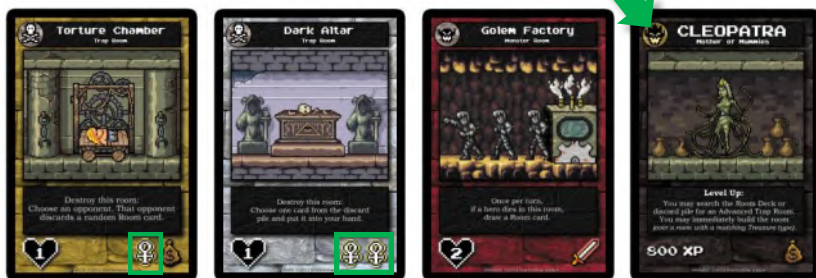 Torture Chamber
Trap Room
Destroy this room:
Choose an opponent. That opponent
discards a random Room card.
1
Dark Altar
Trap Room
Destroy this room:
Choose one card from the discard
pile and put it into your hand.
1
Golem Factory
Monster Room
Once per turn,
if a hero dies in this room,
draw a Room card.
2
CLEOPATRA
Mother of Mummies
Level Up:
You may search the Room Deck or
discard pile for an Advanced Trap Room.
You may immediately build the room
(over a room with a matching Treasure type).
800 XP